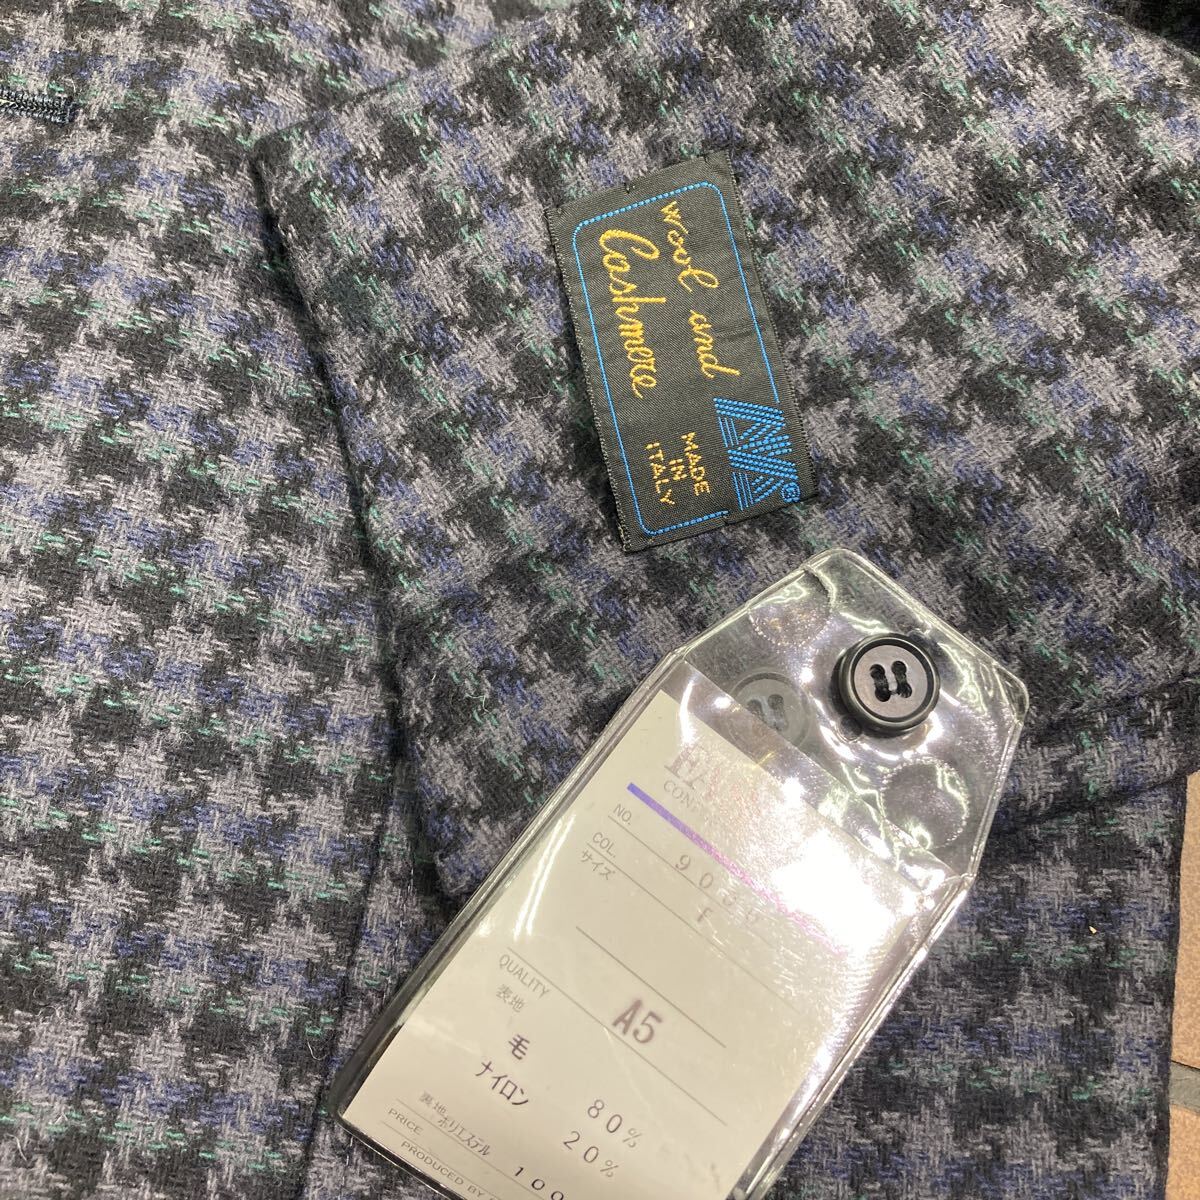 wool and
Cashmere
MADE
IN
ITALY
NO.
COL.
サイズ F
QUALITY
表地 A5
毛 80%
ナイロン 20%
裏地 ポリエステル 100
PRICE
PRODUCED BY